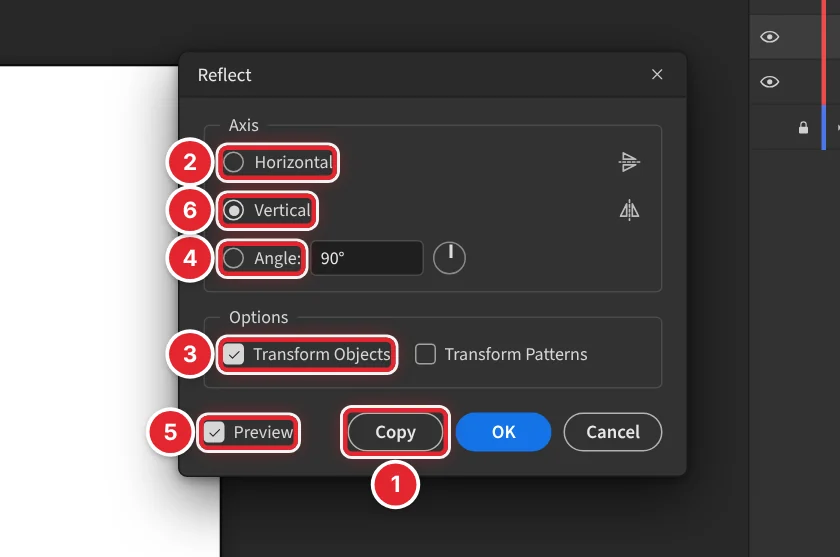 Reflect
Axis
2 Horizontal
6 Vertical
4 Angle: 90°
Options
3 Transform Objects Transform Patterns
5 Preview Copy OK Cancel
1